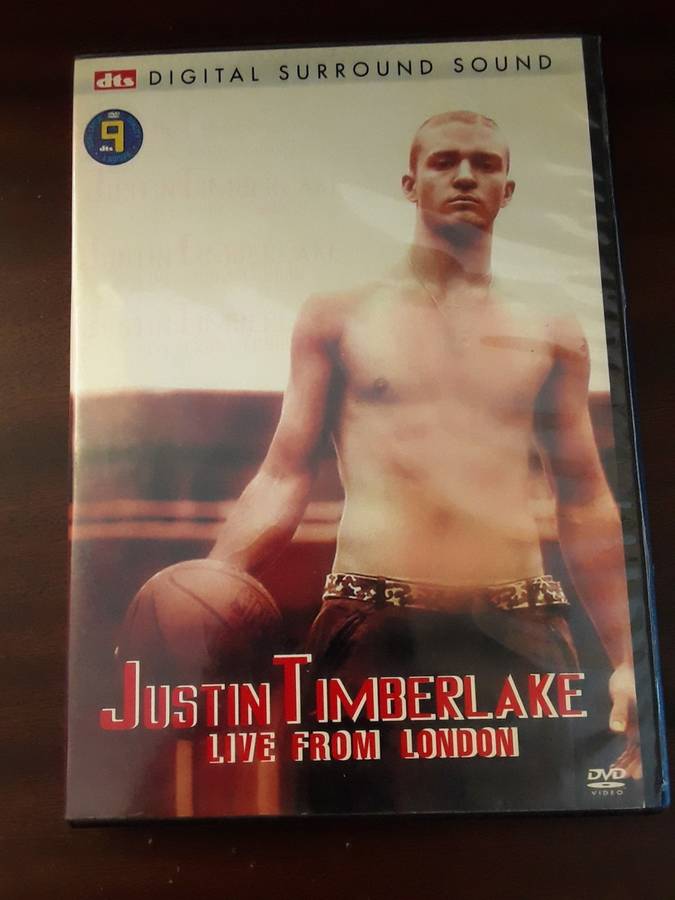 dts DIGITAL SURROUND SOUND
9
dts
JUSTIN TIMBERLAKE
LIVE FROM LONDON
DVD
VIDEO